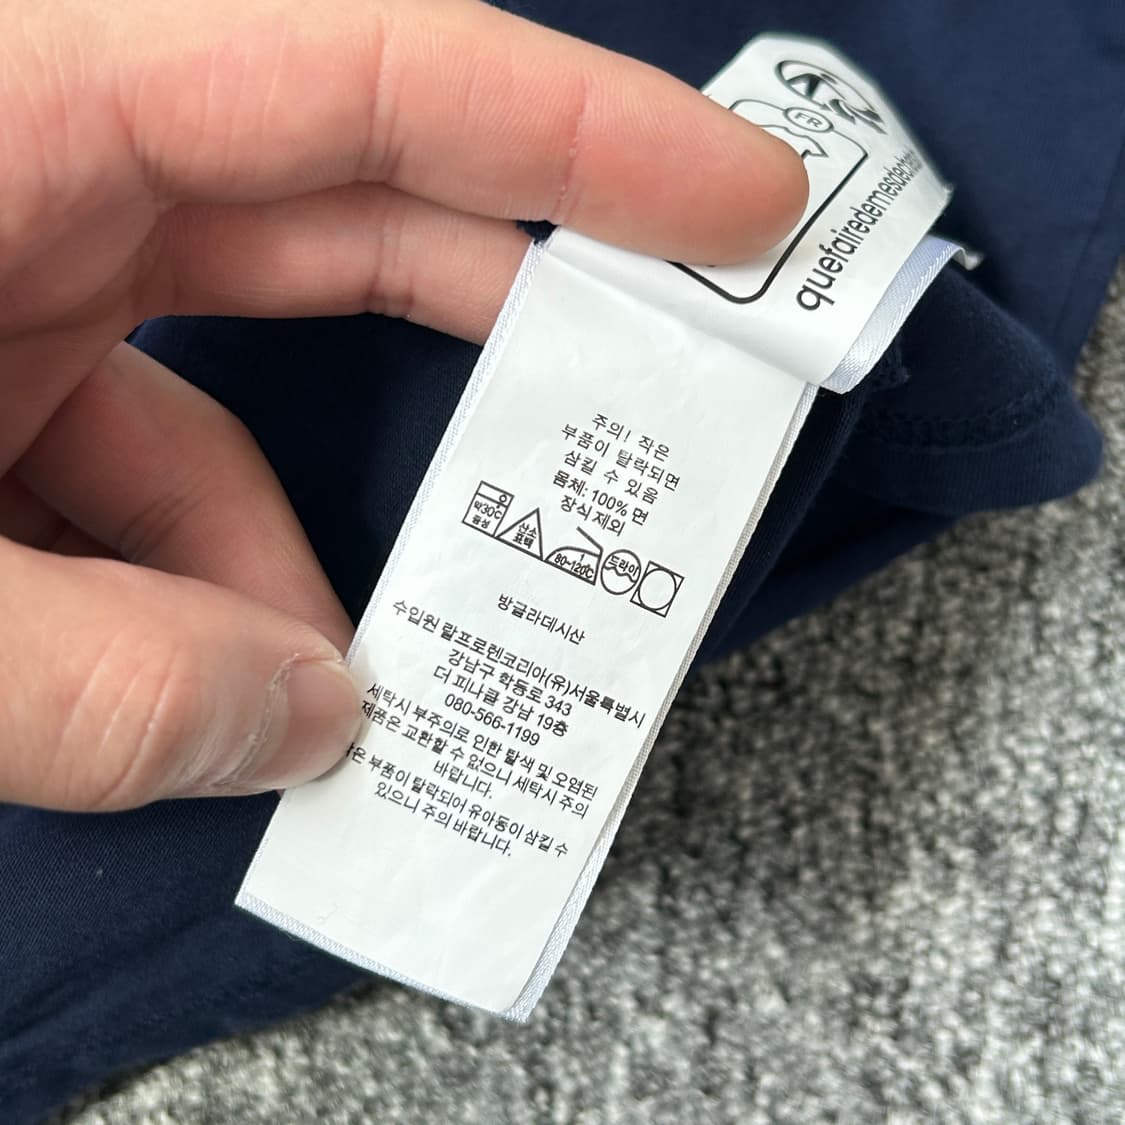 FR
quefairedemesdechets
주의! 작은
부품이 탈락되면
삼킬 수 있음
몸체: 100% 면
장식 제외
약30℃
중성
산소
표백
80~120℃
드라이
방글라데시산
수입원 랄프로렌코리아(유)서울특별시
강남구 학동로 343
더 피나클 강남 19층
080-566-1199
세탁시 부주의로 인한 탈색 및 오염된
제품은 교환할 수 없으니 세탁시 주의
바랍니다.
작은 부품이 탈락되어 유아동이 삼킬 수
있으니 주의 바랍니다.